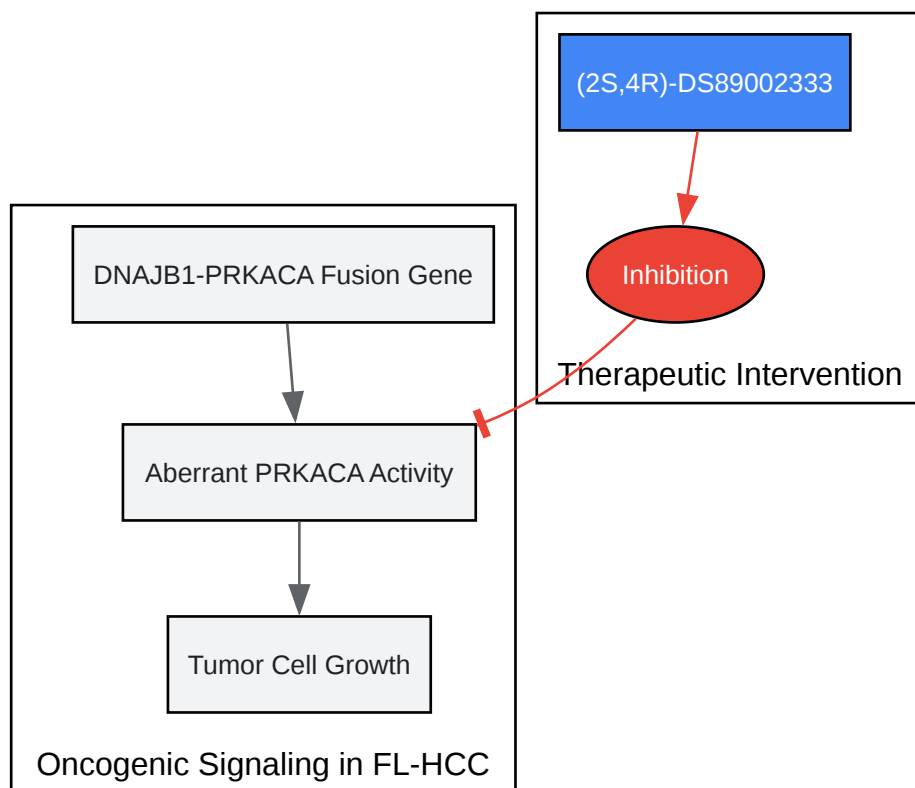 (2S,4R)-DS89002333
Inhibition
Therapeutic Intervention
DNAJB1-PRKACA Fusion Gene
Aberrant PRKACA Activity
Tumor Cell Growth
Oncogenic Signaling in FL-HCC